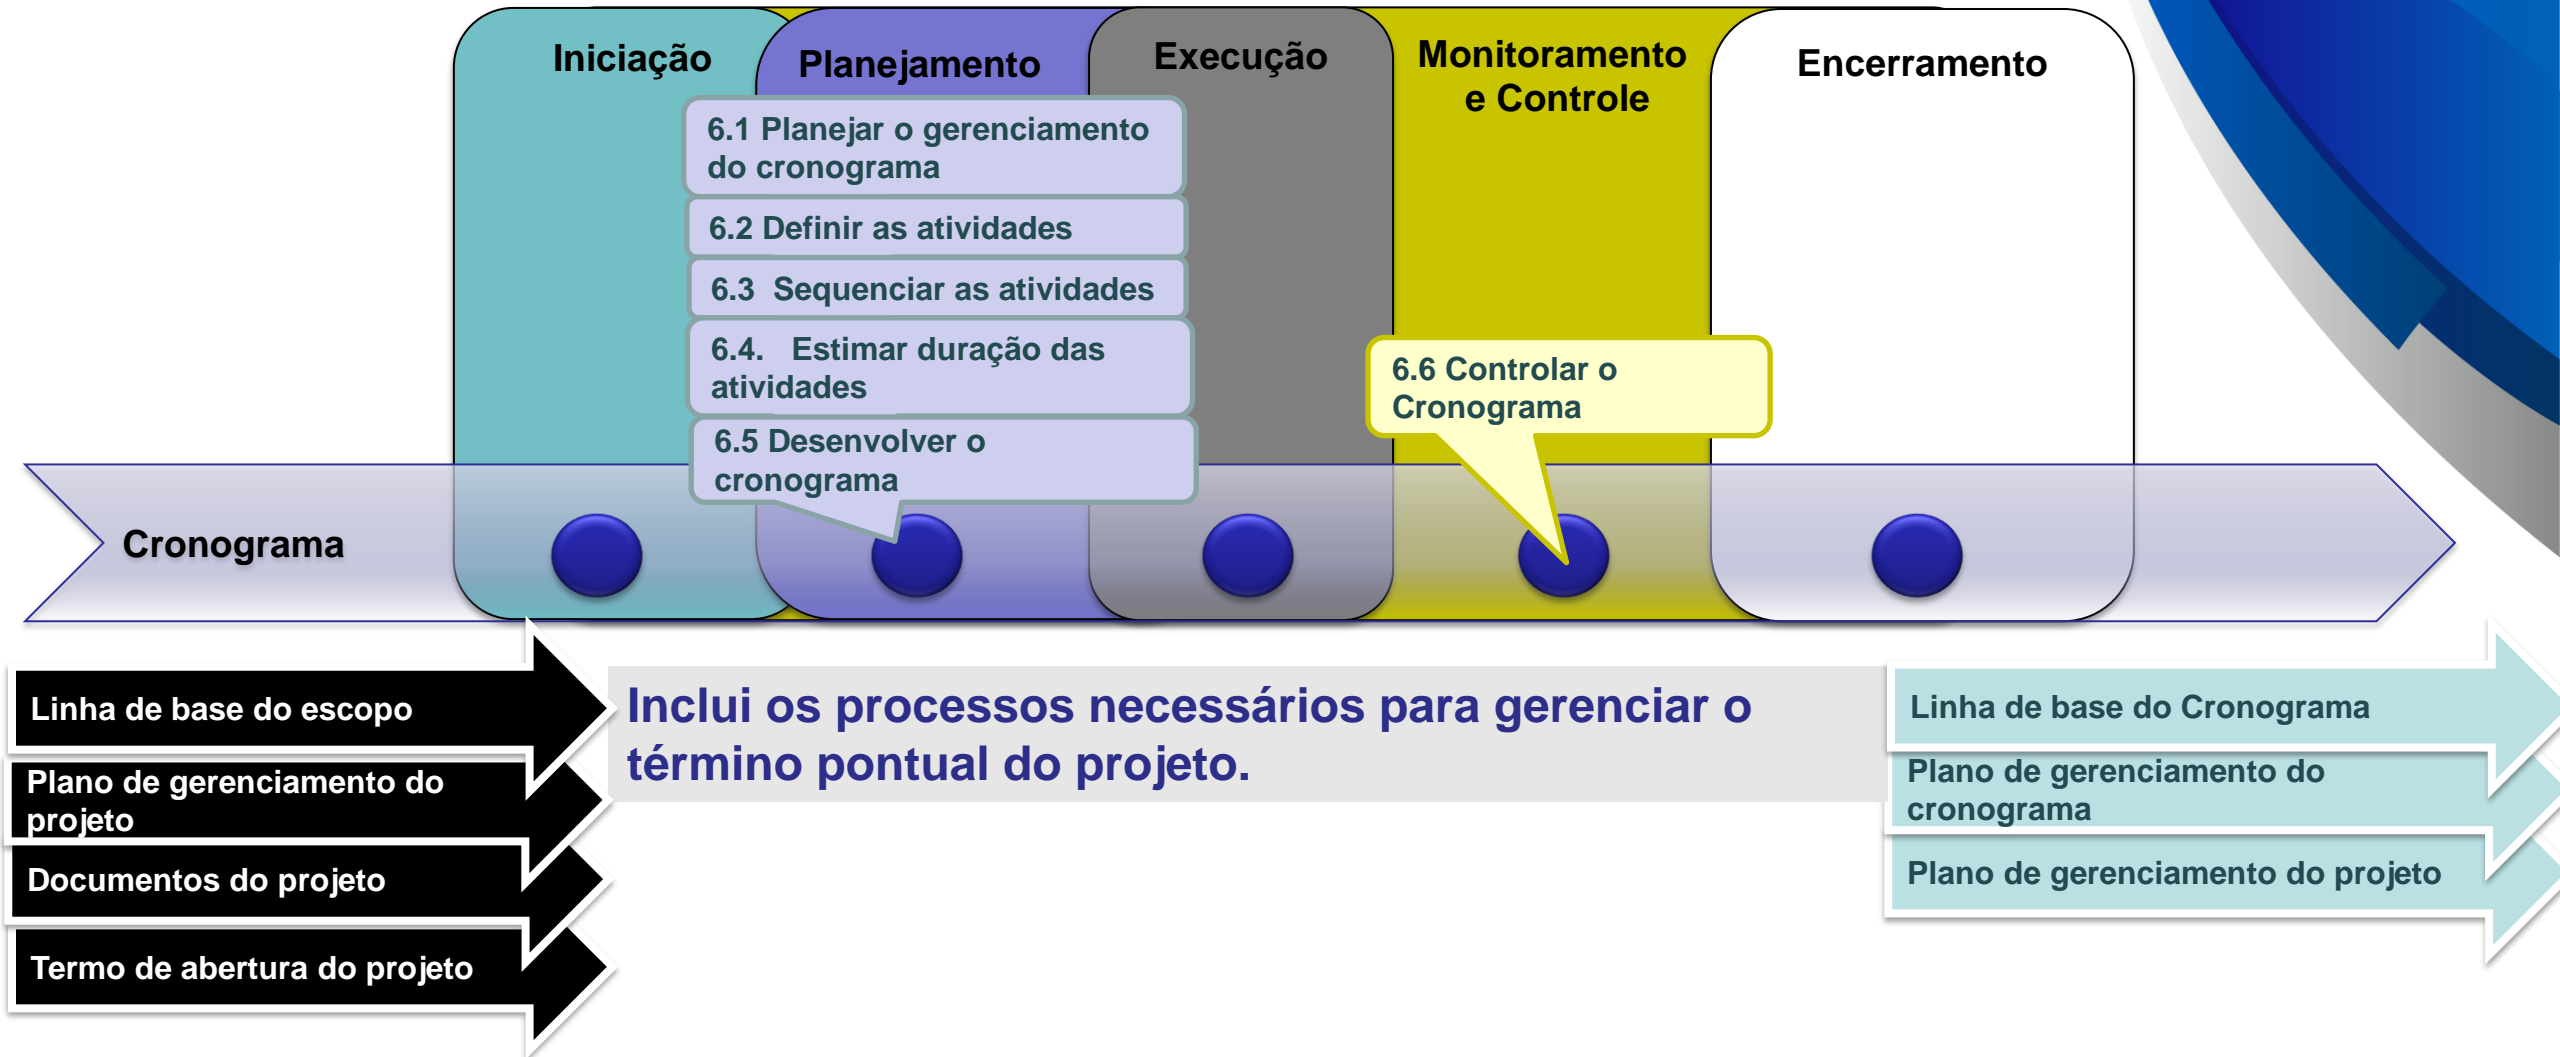 Iniciação
Planejamento
Execução
Monitoramento
e Controle
Encerramento
6.1 Planejar o gerenciamento
do cronograma
6.2 Definir as atividades
6.3  Sequenciar as atividades
6.4.   Estimar duração das
atividades
6.5 Desenvolver o
cronograma
6.6 Controlar o
Cronograma
Cronograma
Linha de base do escopo
Plano de gerenciamento do
projeto
Documentos do projeto
Termo de abertura do projeto
Inclui os processos necessários para gerenciar o
término pontual do projeto.
Linha de base do Cronograma
Plano de gerenciamento do
cronograma
Plano de gerenciamento do projeto